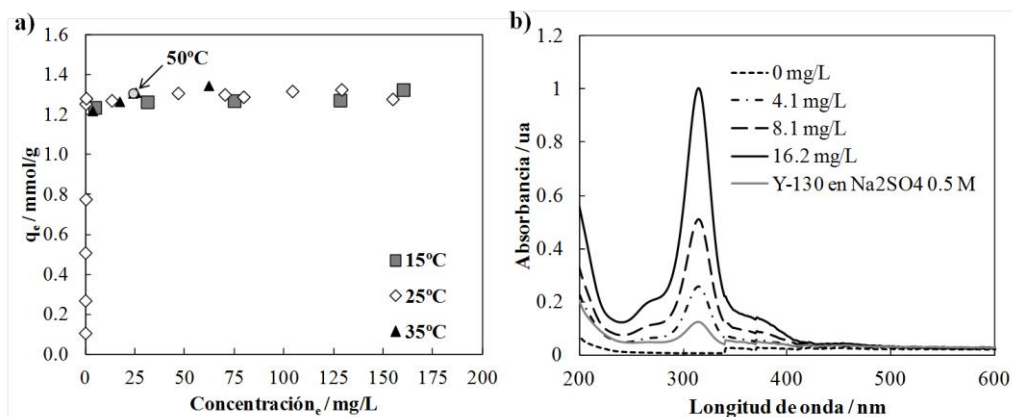 a)
1.6
1.4
1.2
1.0
0.8
0.6
0.4
0.2
0.0
qe / mmol/g
50ºC
15ºC
25ºC
35ºC
0 25 50 75 100 125 150 175 200
Concentracióne / mg/L
b)
1.2
1
0.8
0.6
0.4
0.2
0
Absorbancia / ua
0 mg/L
4.1 mg/L
8.1 mg/L
16.2 mg/L
Y-130 en Na2SO4 0.5 M
200 300 400 500 600
Longitud de onda / nm